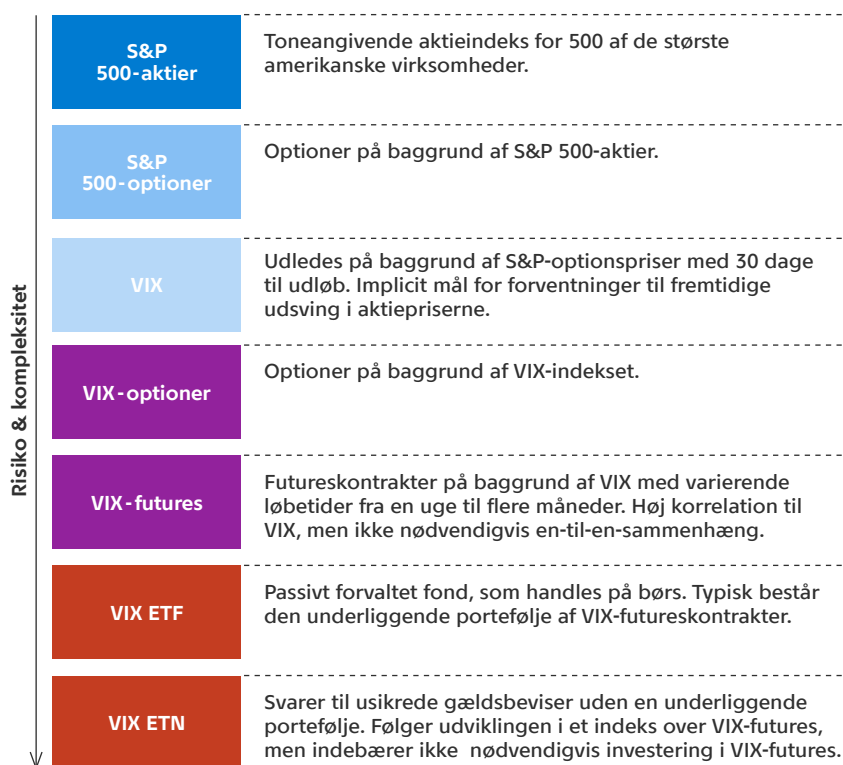 Risiko & kompleksitet
S&P
500-aktier
Toneangivende aktieindeks for 500 af de største
amerikanske virksomheder.
S&P
500-optioner
Optioner på baggrund af S&P 500-aktier.
VIX
Udledes på baggrund af S&P-optionspriser med 30 dage
til udløb. Implicit mål for forventninger til fremtidige
udsving i aktiepriserne.
VIX-optioner
Optioner på baggrund af VIX-indekset.
VIX-futures
Futureskontrakter på baggrund af VIX med varierende
løbetider fra en uge til flere måneder. Høj korrelation til
VIX, men ikke nødvendigvis en-til-en-sammenhæng.
VIX ETF
Passivt forvaltet fond, som handles på børs. Typisk består
den underliggende portefølje af VIX-futureskontrakter.
VIX ETN
Svarer til usikrede gældsbeviser uden en underliggende
portefølje. Følger udviklingen i et indeks over VIX-futures,
men indebærer ikke nødvendigvis investering i VIX-futures.